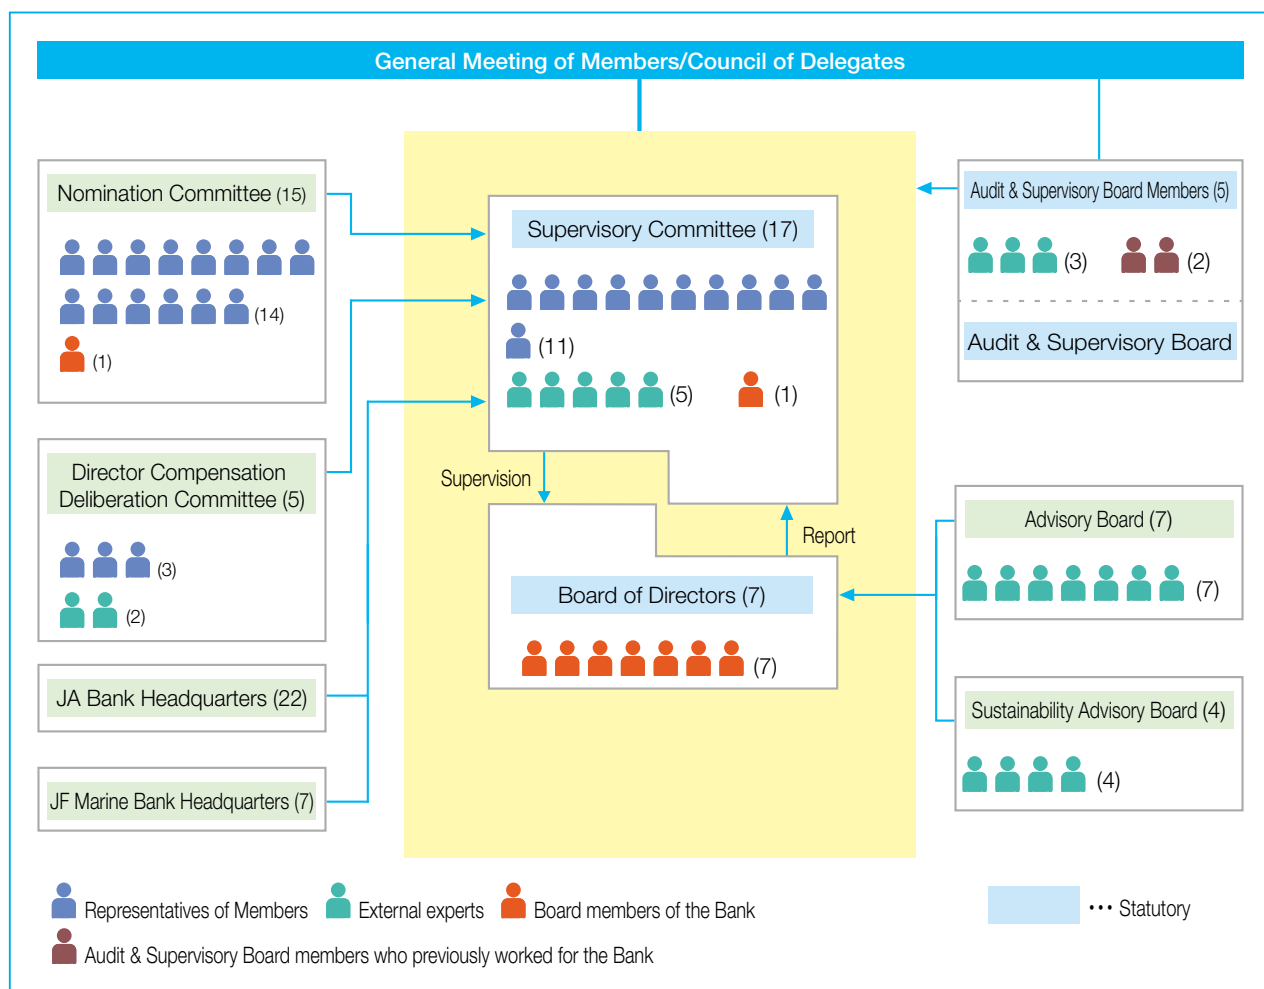 General Meeting of Members/Council of Delegates
Nomination Committee (15)
(14)
(1)
Director Compensation
Deliberation Committee (5)
(3)
(2)
JA Bank Headquarters (22)
JF Marine Bank Headquarters (7)
Supervisory Committee (17)
(11)
(5)
(1)
Supervision
Report
Board of Directors (7)
(7)
Audit & Supervisory Board Members (5)
(3)
(2)
Audit & Supervisory Board
Advisory Board (7)
(7)
Sustainability Advisory Board (4)
(4)
Representatives of Members
External experts
Board members of the Bank
Audit & Supervisory Board members who previously worked for the Bank
••• Statutory